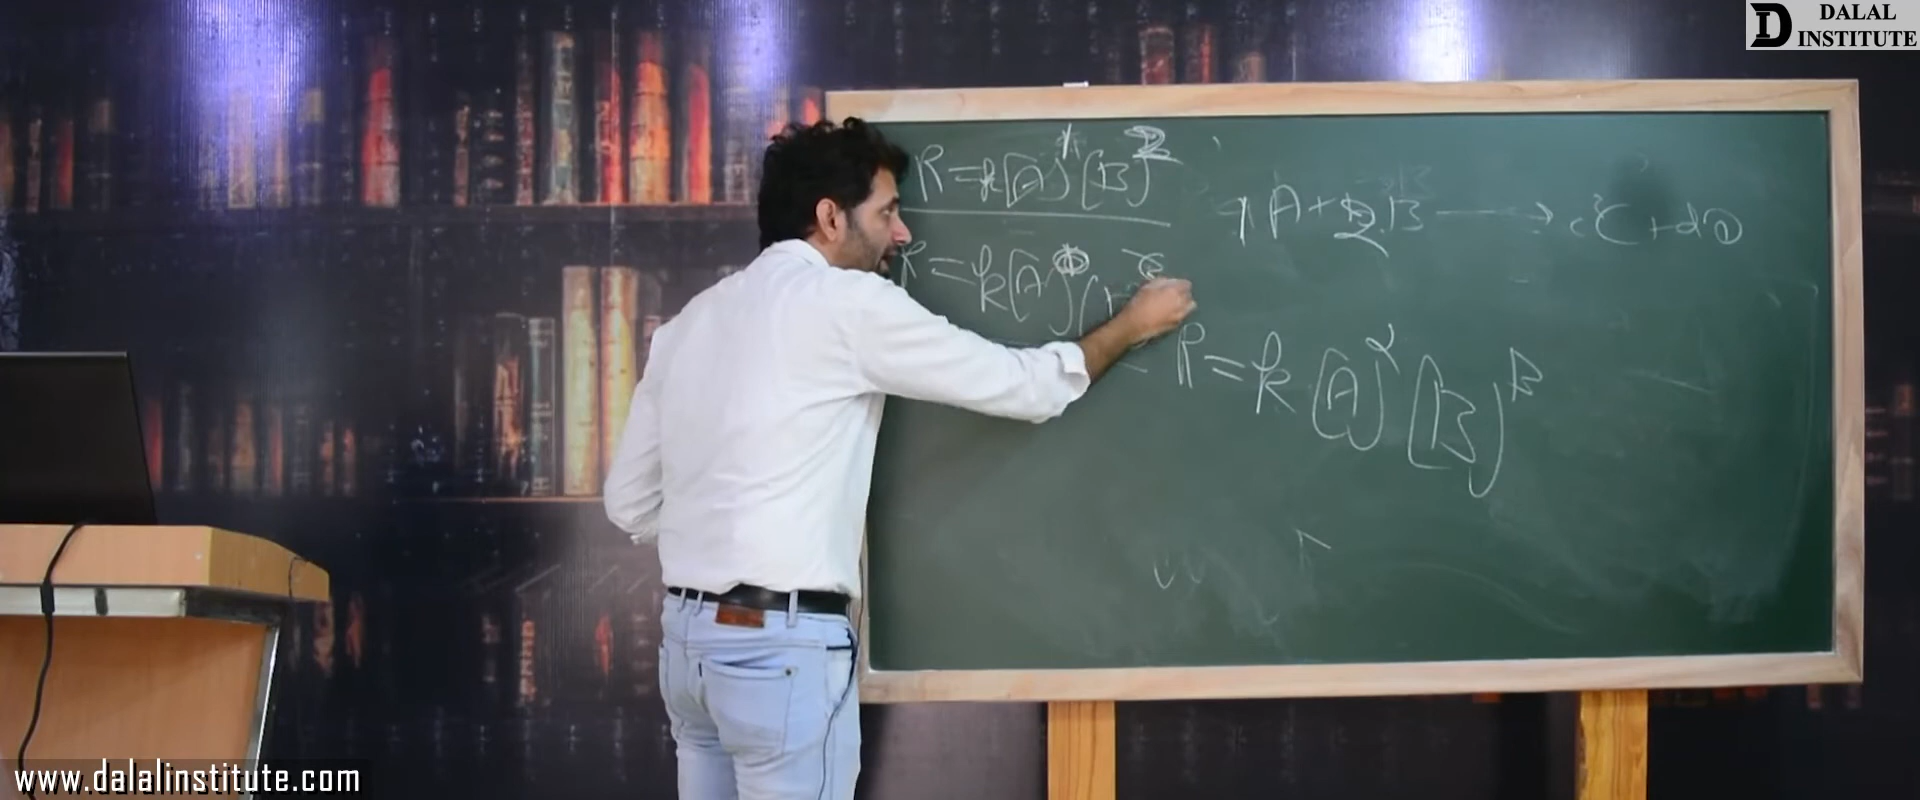 DALAL
INSTITUTE
R = k[A]¹[B]²
1A + 2B → cC + dD
R = k[A]
R = k [A]^α [B]^β
www.dalalinstitute.com